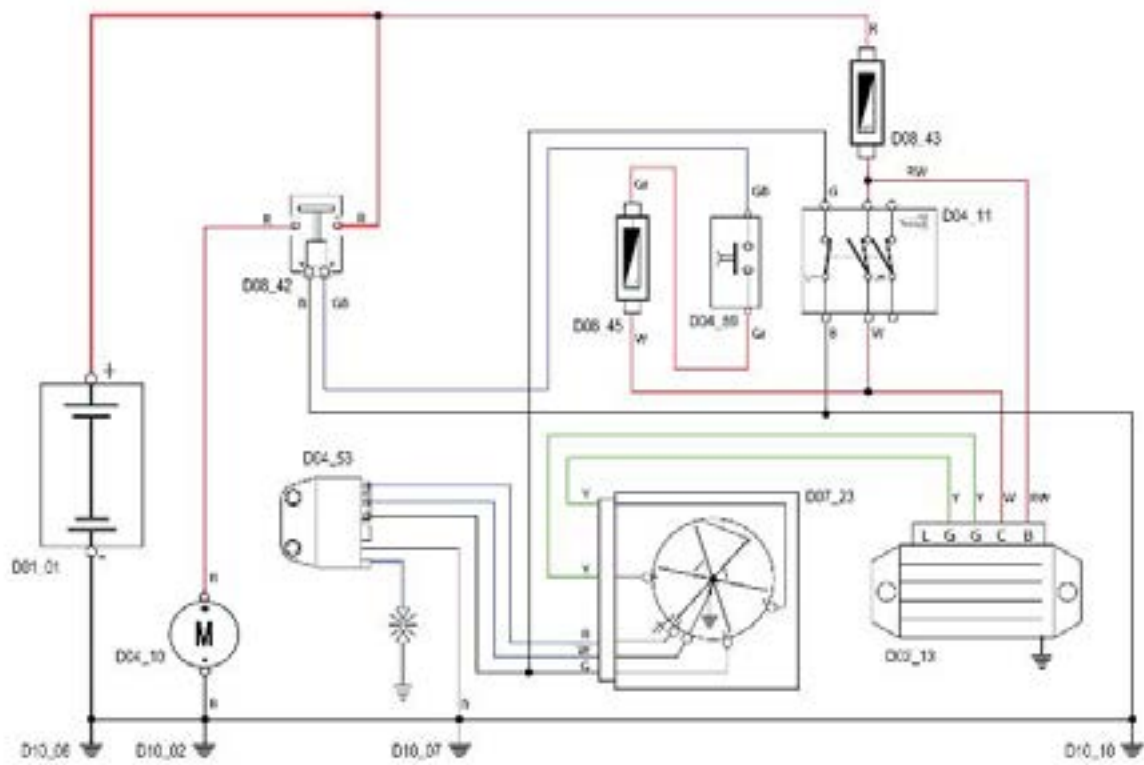 R
D08_43
RW
Gr
GB
G
D04_11
R
R
D08_42
B
GB
D08_45
W
D04_59
Gr
B
W
+
D04_53
Y
D07_23
Y
Y
W
RW
L G G C B
-
D01_01
R
Y
M
D04_10
G
D02_13
B
D10_06
D10_02
D10_07
D10_10